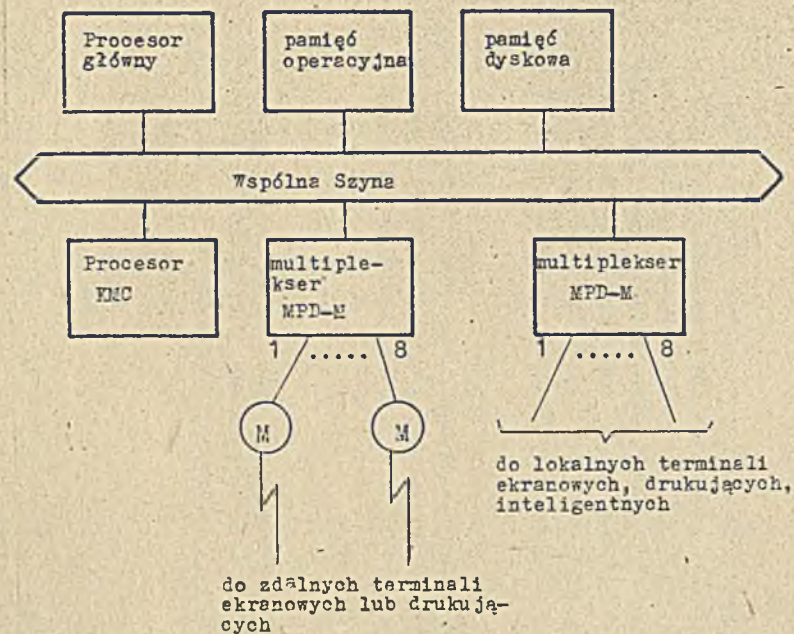 Procesor
główny
pamięć
operacyjna
pamięć
dyskowa
Wspólna Szyna
Procesor
KMC
multiple-
kser
MPD-M
1 ..... 8
multiplekser
MPD-M
1 ..... 8
M
M
do lokalnych terminali
ekranowych, drukujących,
inteligentnych
do zdalnych terminali
ekranowych lub drukują-
cych